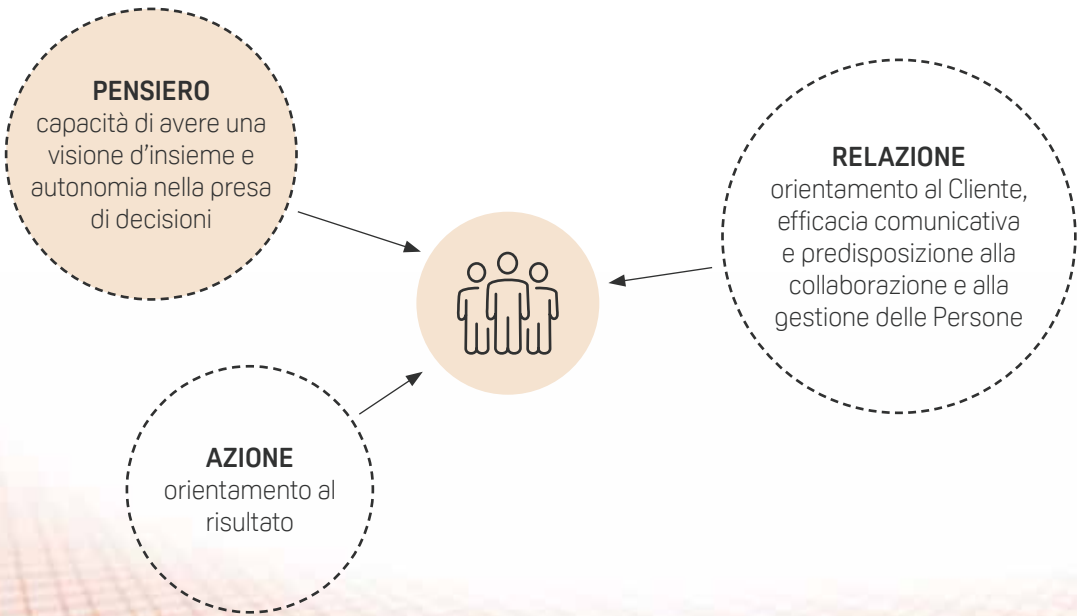 PENSIERO
capacità di avere una
visione d'insieme e
autonomia nella presa
di decisioni
RELAZIONE
orientamento al Cliente,
efficacia comunicativa
e predisposizione alla
collaborazione e alla
gestione delle Persone
AZIONE
orientamento al
risultato